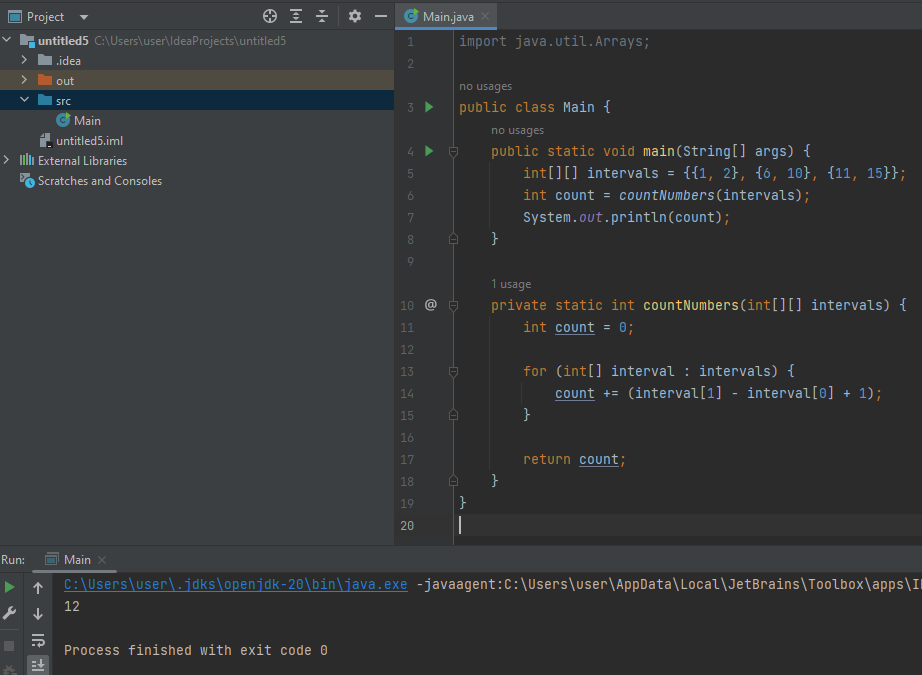 Project
Main.java
untitled5 C:\Users\user\IdeaProjects\untitled5
.idea
out
src
Main
untitled5.iml
External Libraries
Scratches and Consoles
1 import java.util.Arrays;
2
no usages
3 public class Main {
no usages
4 public static void main(String[] args) {
5 int[][] intervals = {{1, 2}, {6, 10}, {11, 15}};
6 int count = countNumbers(intervals);
7 System.out.println(count);
8 }
9
1 usage
10 @ private static int countNumbers(int[][] intervals) {
11 int count = 0;
12
13 for (int[] interval : intervals) {
14 count += (interval[1] - interval[0] + 1);
15 }
16
17 return count;
18 }
19 }
20
Run: Main
C:\Users\user\.jdks\openjdk-20\bin\java.exe -javaagent:C:\Users\user\AppData\Local\JetBrains\Toolbox\apps\
12
Process finished with exit code 0